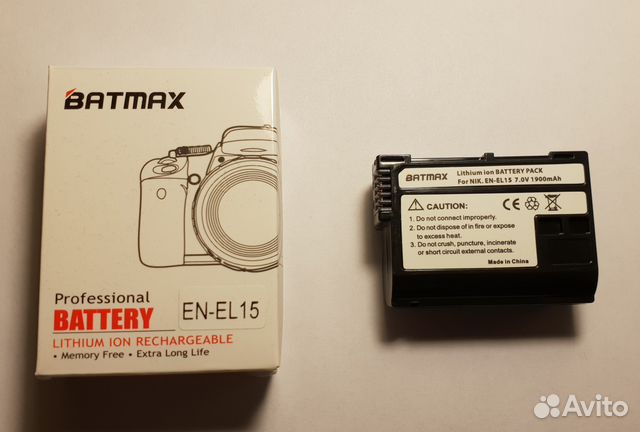 BATMAX
Professional
BATTERY
EN-EL15
LITHIUM ION RECHARGEABLE
• Memory Free • Extra Long Life
BATMAX
Lithium ion BATTERY PACK
For NIK. EN-EL15 7.0V 1900mAh
CAUTION:
1. Do not connect improperly.
2. Do not dispose of in fire or expose
to excess heat.
3. Do not crush, puncture, incinerate
or short external contacts.
CE FC
Made in China
Avito